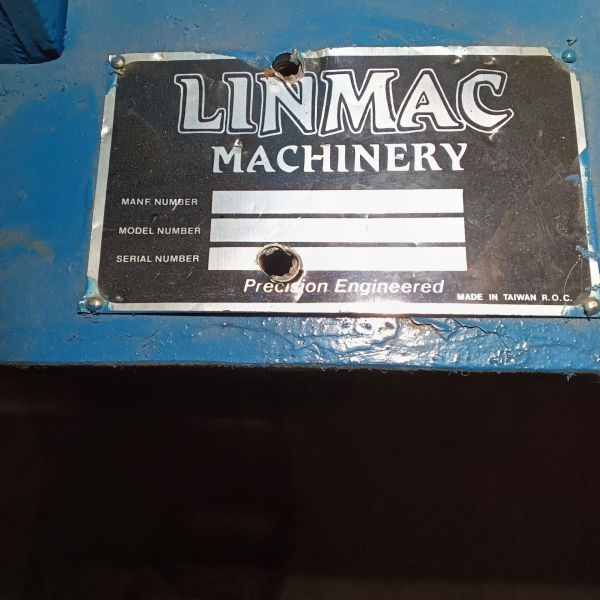 LINMAC
MACHINERY
MANF. NUMBER
MODEL NUMBER
SERIAL NUMBER
Precision Engineered
MADE IN TAIWAN R.O.C.